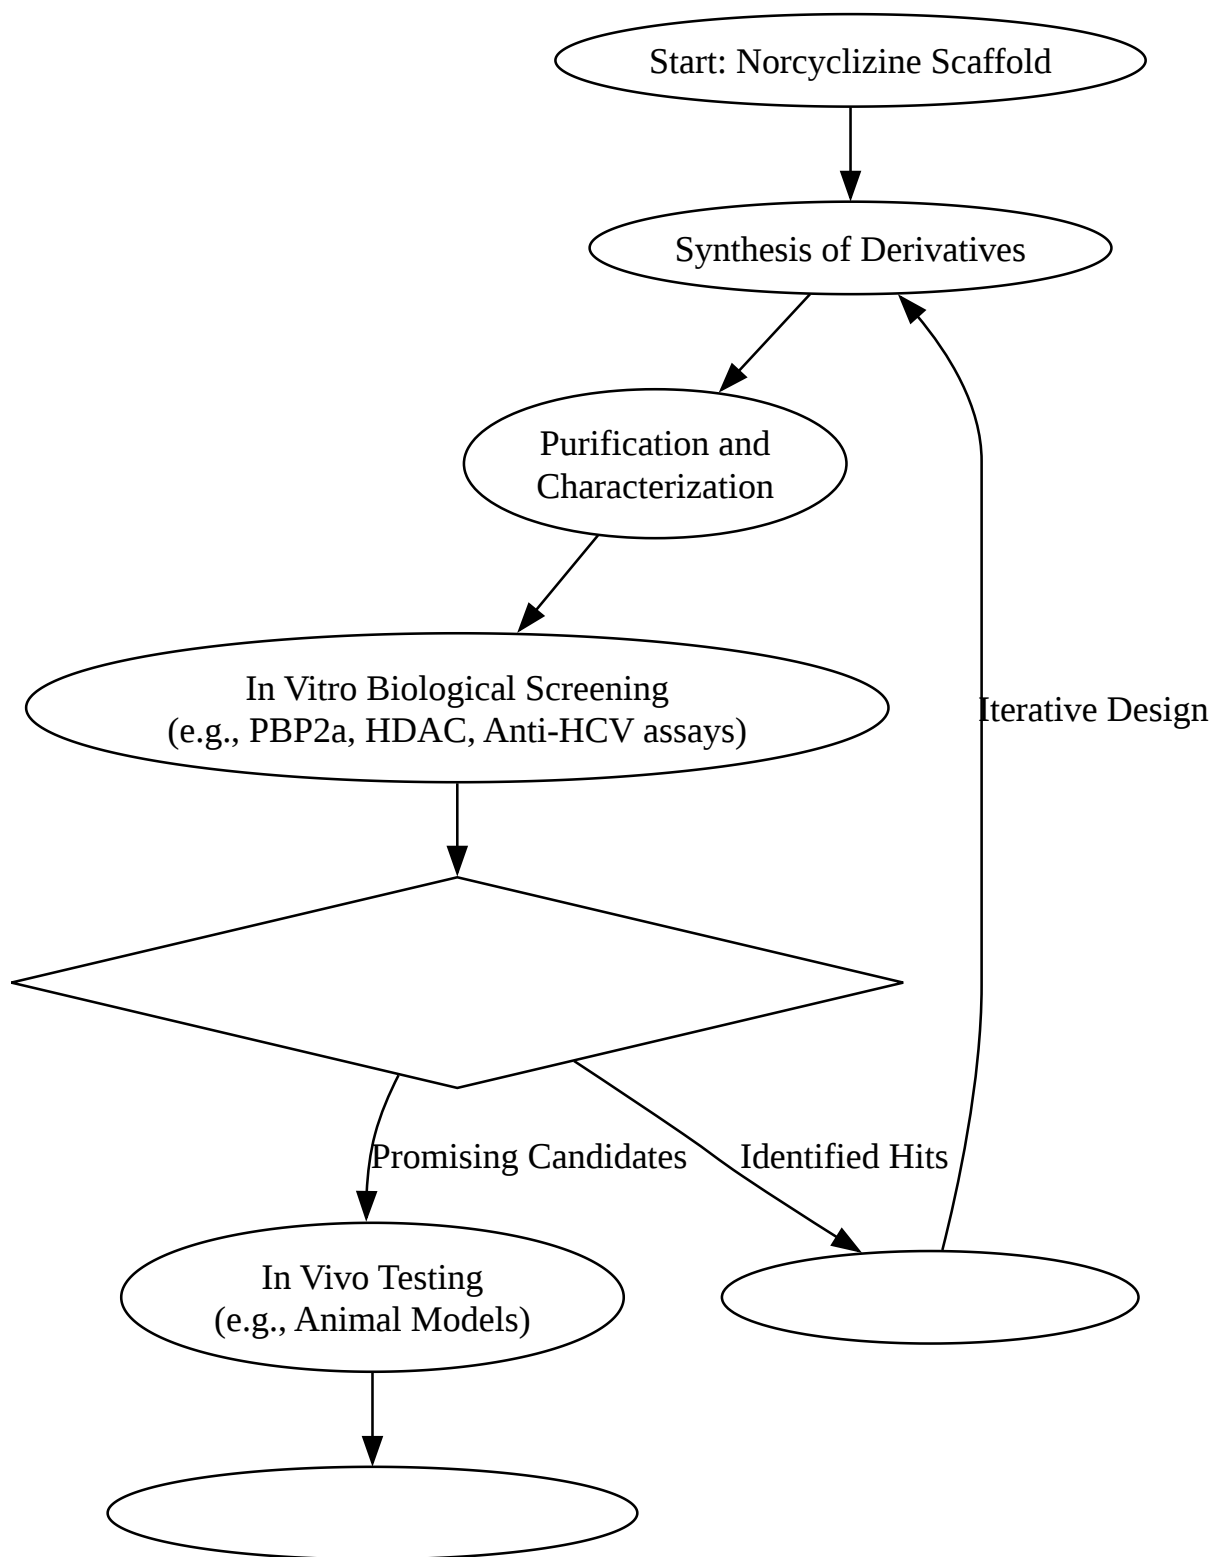 Start: Norcyclizine Scaffold
Synthesis of Derivatives
Purification and
Characterization
In Vitro Biological Screening
(e.g., PBP2a, HDAC, Anti-HCV assays)
Iterative Design
Promising Candidates
Identified Hits
In Vivo Testing
(e.g., Animal Models)